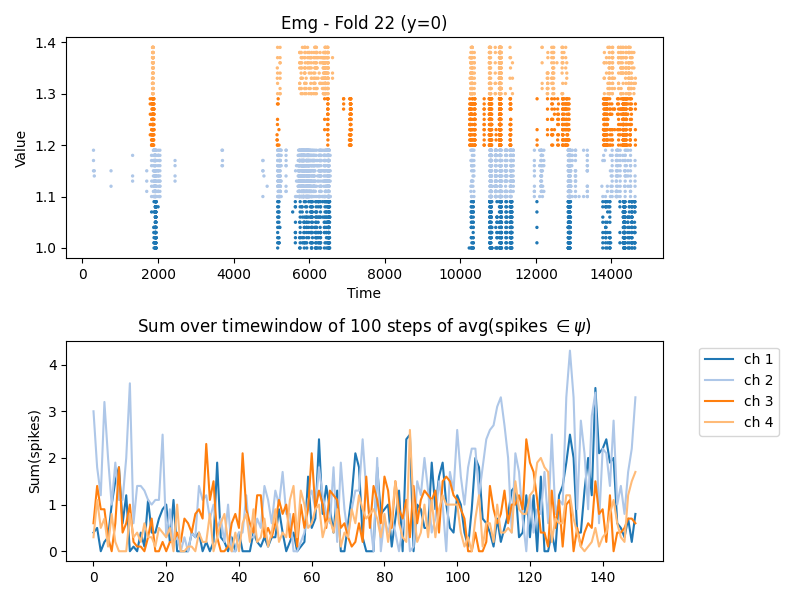 Emg - Fold 22 (y=0)
1.4
1.3
1.2
1.1
1.0
Value
0 2000 4000 6000 8000 10000 12000 14000
Time
Sum over timewindow of 100 steps of avg(spikes ∈ ψ)
4
3
2
1
0
Sum(spikes)
0 20 40 60 80 100 120 140
ch 1
ch 2
ch 3
ch 4